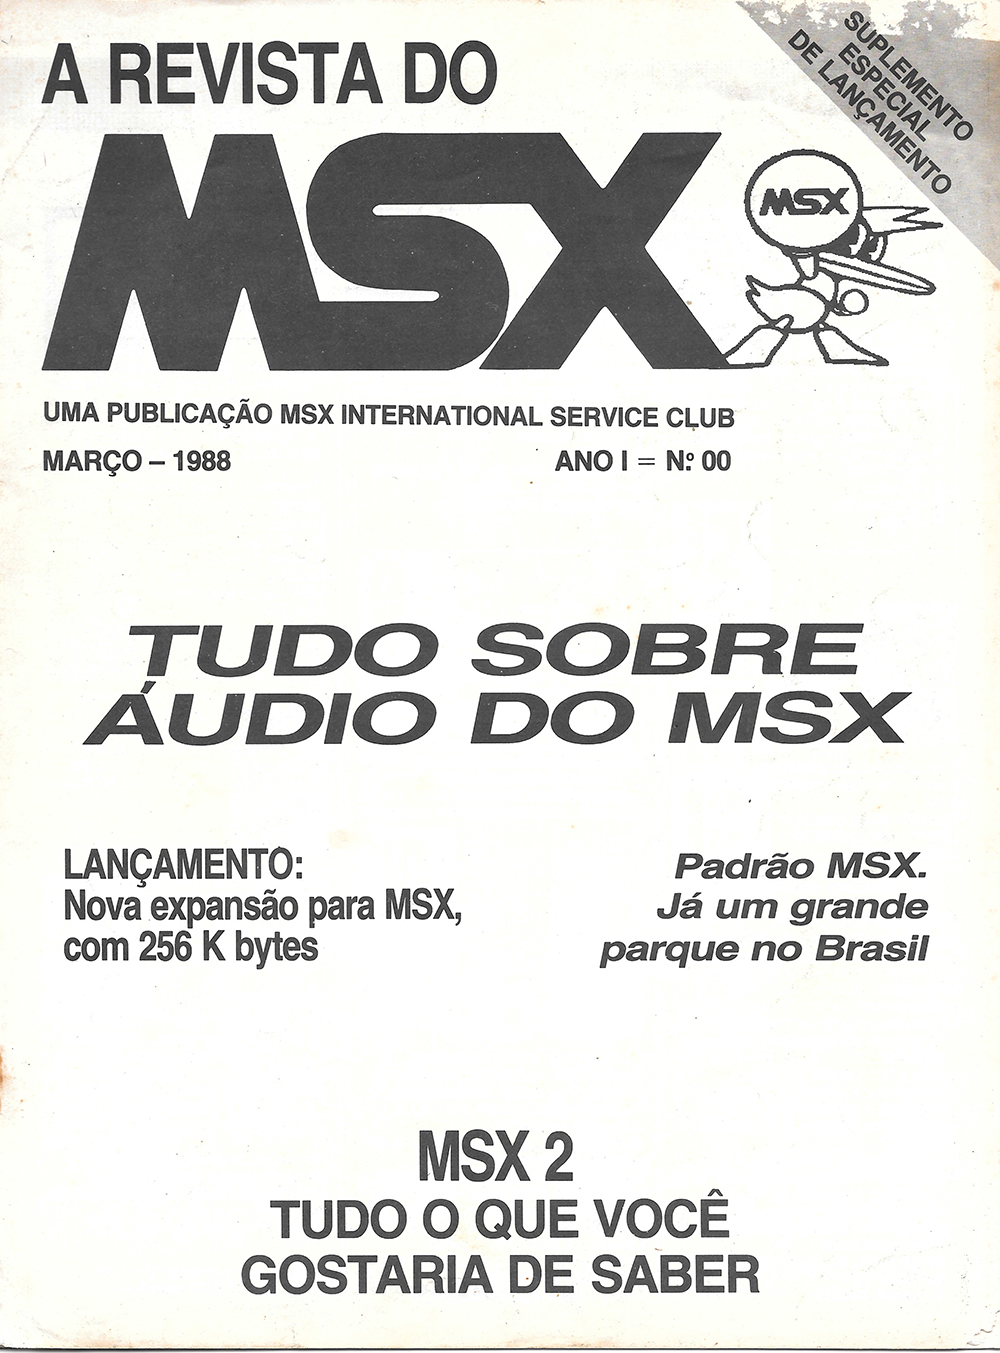 A REVISTA DO
MSX
SUPLEMENTO
ESPECIAL
DE LANÇAMENTO
MSX
UMA PUBLICAÇÃO MSX INTERNATIONAL SERVICE CLUB
MARÇO – 1988 ANO I = N.º 00
TUDO SOBRE
ÁUDIO DO MSX
LANÇAMENTO:
Nova expansão para MSX,
com 256 K bytes
Padrão MSX.
Já um grande
parque no Brasil
MSX 2
TUDO O QUE VOCÊ
GOSTARIA DE SABER